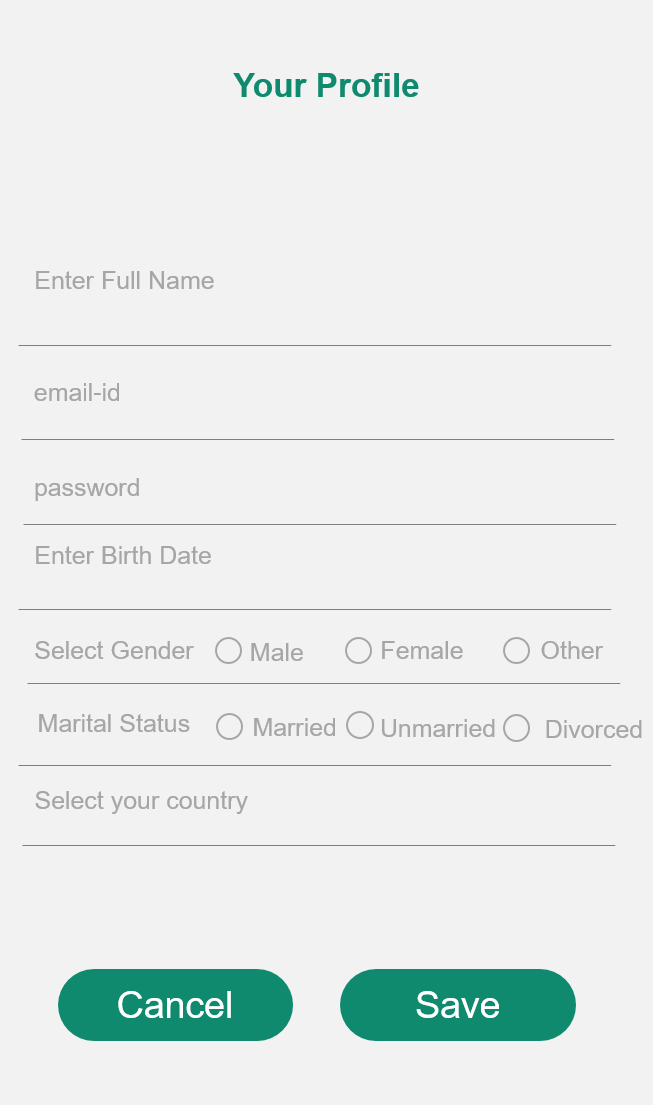 Your Profile
Enter Full Name
email-id
password
Enter Birth Date
Select Gender Male Female Other
Marital Status Married Unmarried Divorced
Select your country
Cancel Save